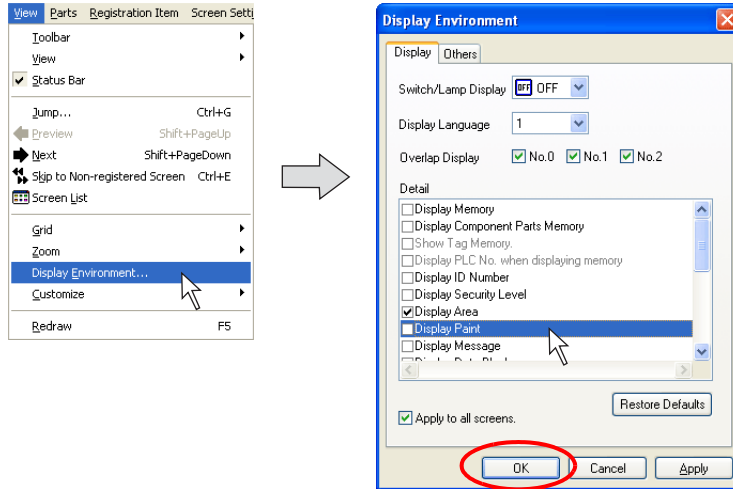 View Parts Registration Item Screen Setti
Toolbar
View
Status Bar
Jump... Ctrl+G
Preview Shift+PageUp
Next Shift+PageDown
Skip to Non-registered Screen Ctrl+E
Screen List
Grid
Zoom
Display Environment...
Customize
Redraw F5
Display Environment
Display Others
Switch/Lamp Display OFF OFF
Display Language 1
Overlap Display No.0 No.1 No.2
Detail
Display Memory
Display Component Parts Memory
Show Tag Memory.
Display PLC No. when displaying memory
Display ID Number
Display Security Level
Display Area
Display Paint
Display Message
Restore Defaults
Apply to all screens.
OK Cancel Apply